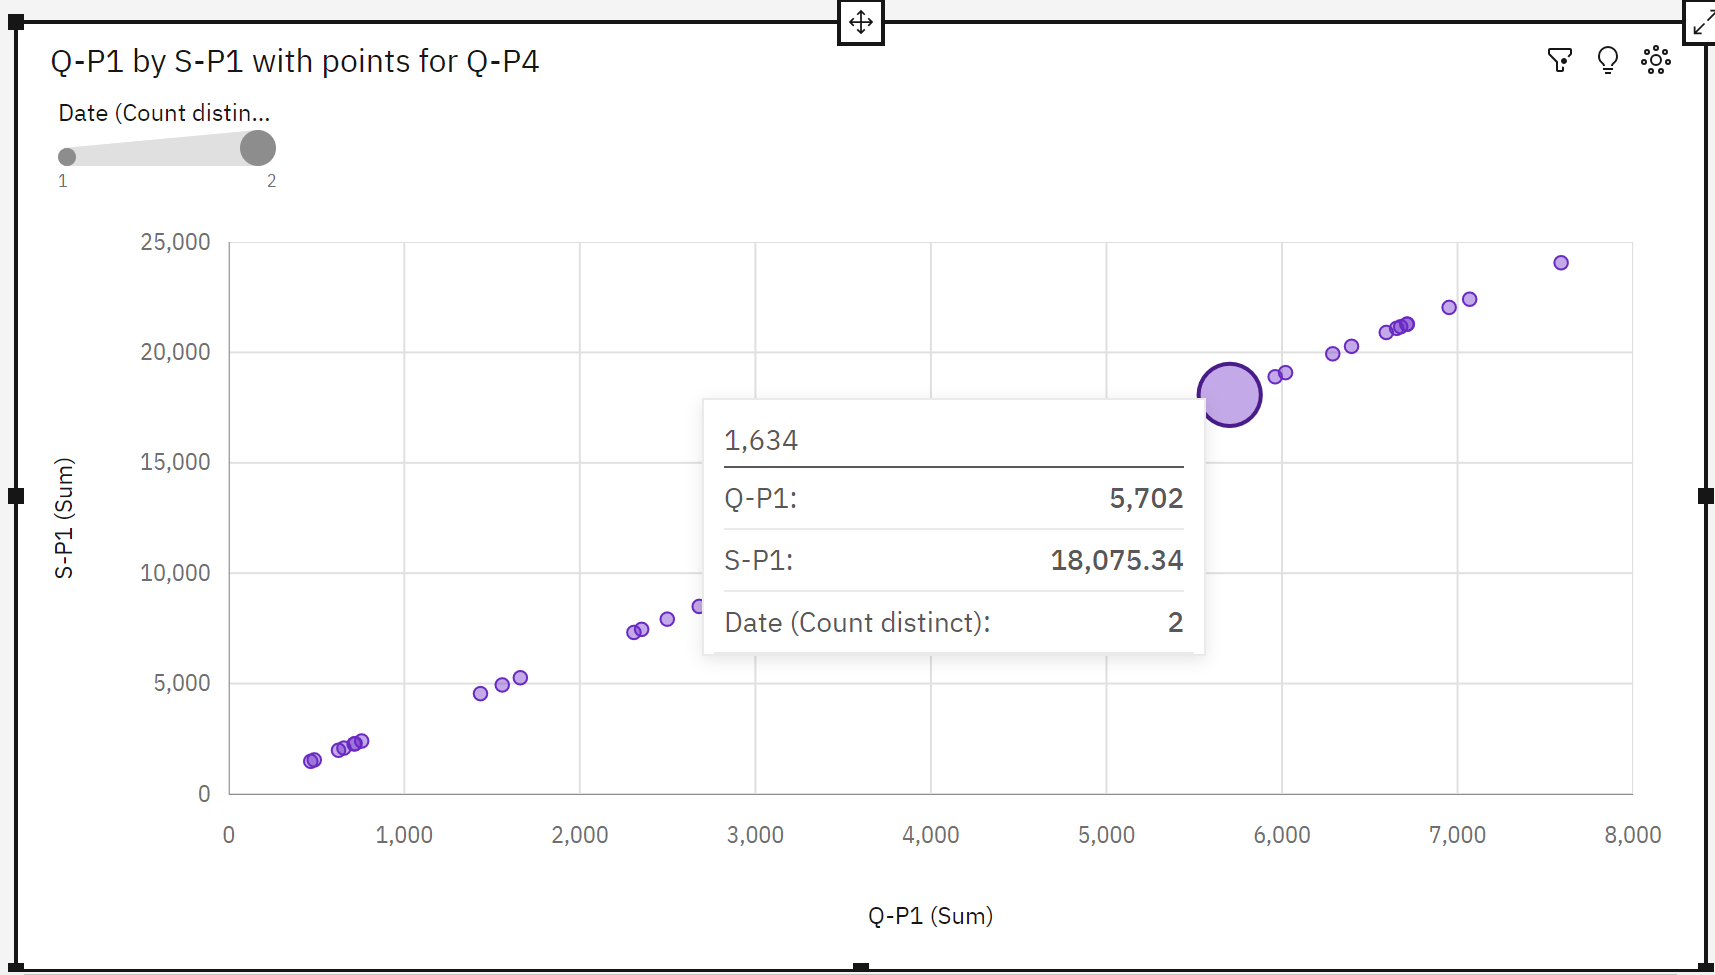 Q-P1 by S-P1 with points for Q-P4
Date (Count distin...
1 2
25,000
20,000
15,000
10,000
5,000
0
S-P1 (Sum)
1,634
Q-P1: 5,702
S-P1: 18,075.34
Date (Count distinct): 2
0 1,000 2,000 3,000 4,000 5,000 6,000 7,000 8,000
Q-P1 (Sum)